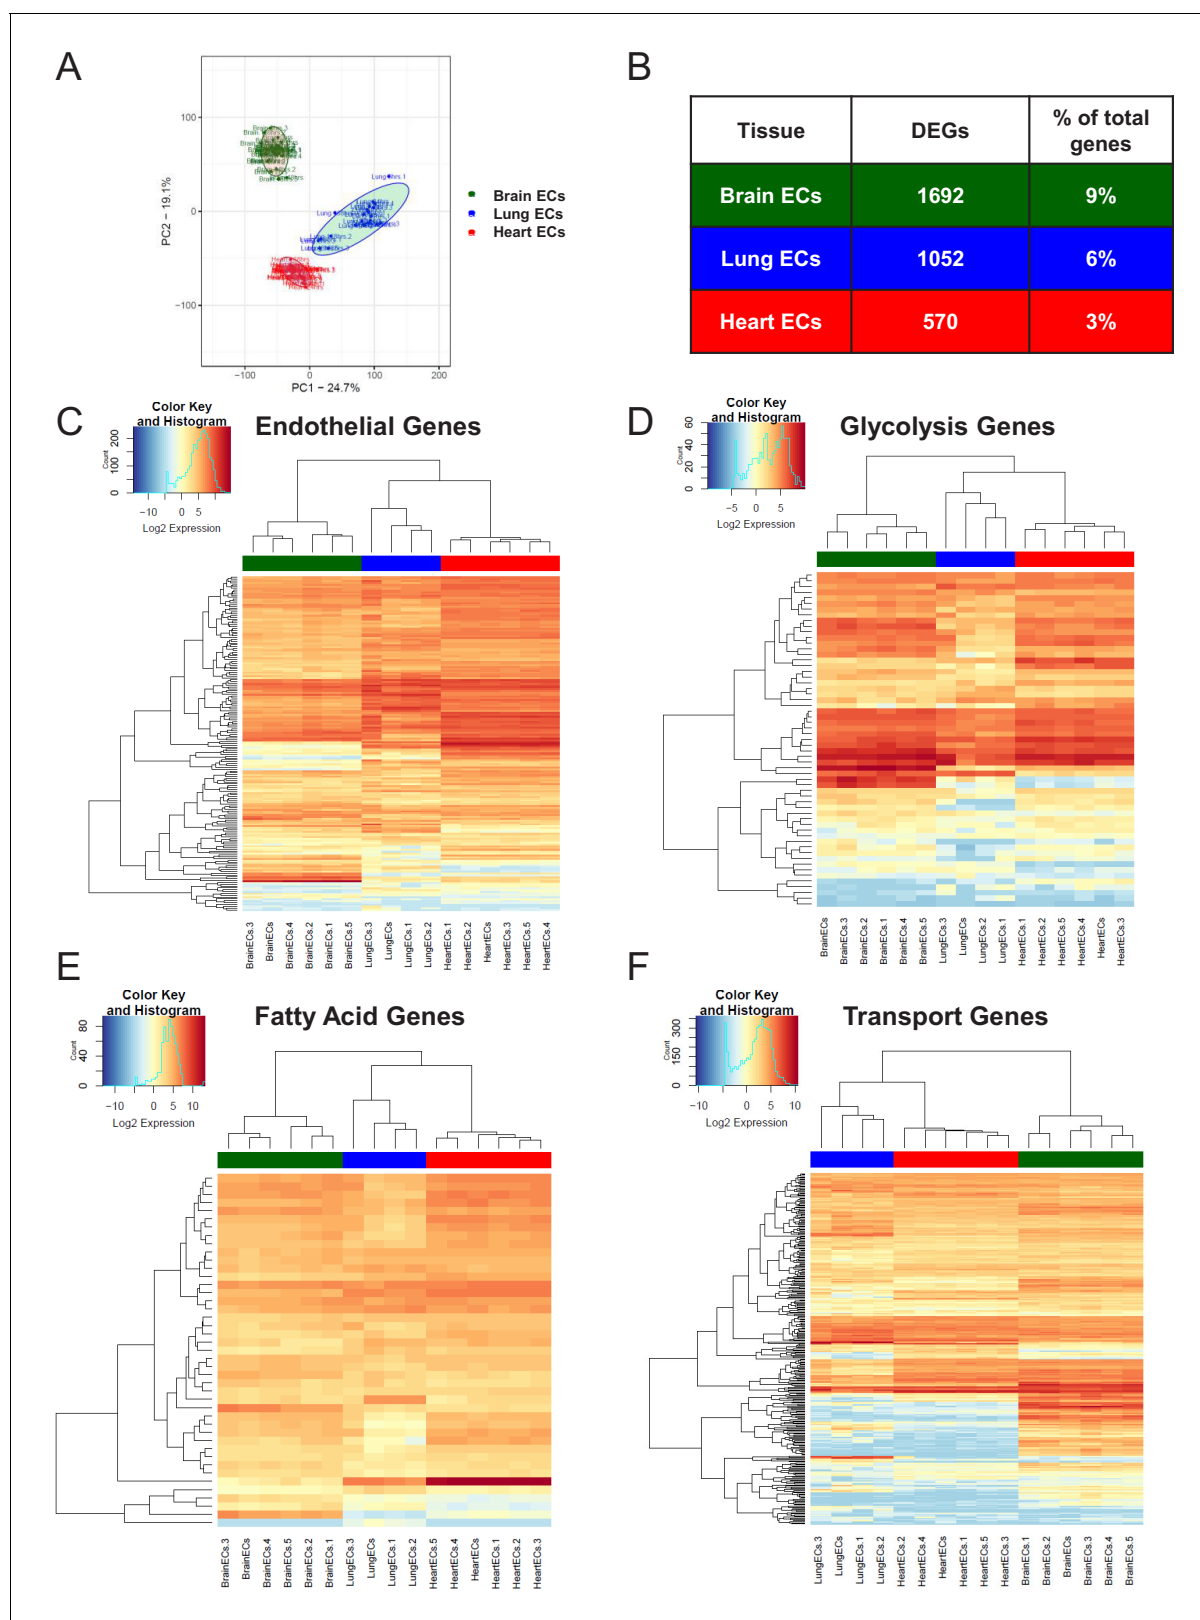 A
100
0
−100
−100
0
100
200
PC2 − 19.1%
PC1 − 24.7%
Brain ECs
Lung ECs
Heart ECs
B
Tissue
DEGs
% of total
genes
Brain ECs
1692
9%
Lung ECs
1052
6%
Heart ECs
570
3%
C
Color Key
and Histogram
Endothelial Genes
Count
0
100
200
−10
0
5
Log2 Expression
BrainECs.3
BrainECs
BrainECs.4
BrainECs.2
BrainECs.1
BrainECs.5
LungECs.3
LungECs
LungECs.1
LungECs.2
HeartECs.1
HeartECs.2
HeartECs
HeartECs.3
HeartECs.5
HeartECs.4
D
Color Key
and Histogram
Glycolysis Genes
Count
0
20
40
60
−5
0
5
Log2 Expression
BrainECs
BrainECs.3
BrainECs.2
BrainECs.1
BrainECs.4
BrainECs.5
LungECs.3
LungECs
LungECs.2
LungECs.1
HeartECs.1
HeartECs.2
HeartECs.5
HeartECs.4
HeartECs
HeartECs.3
E
Color Key
and Histogram
Fatty Acid Genes
Count
0
40
80
−10
0
5
10
Log2 Expression
BrainECs.3
BrainECs
BrainECs.4
BrainECs.5
BrainECs.2
BrainECs.1
LungECs.3
LungECs
LungECs.1
LungECs.2
HeartECs.5
HeartECs.4
HeartECs
HeartECs.1
HeartECs.2
HeartECs.3
F
Color Key
and Histogram
Transport Genes
Count
0
150
300
−10
0
5
10
Log2 Expression
LungECs.3
LungECs
LungECs.1
LungECs.2
HeartECs.2
HeartECs.4
HeartECs
HeartECs.1
HeartECs.5
HeartECs.3
BrainECs.1
BrainECs.2
BrainECs
BrainECs.3
BrainECs.4
BrainECs.5